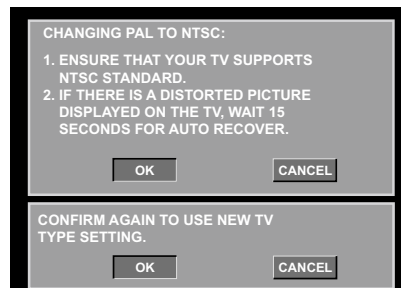 CHANGING PAL TO NTSC:
1. ENSURE THAT YOUR TV SUPPORTS
NTSC STANDARD.
2. IF THERE IS A DISTORTED PICTURE
DISPLAYED ON THE TV, WAIT 15
SECONDS FOR AUTO RECOVER.
OK CANCEL
CONFIRM AGAIN TO USE NEW TV
TYPE SETTING.
OK CANCEL